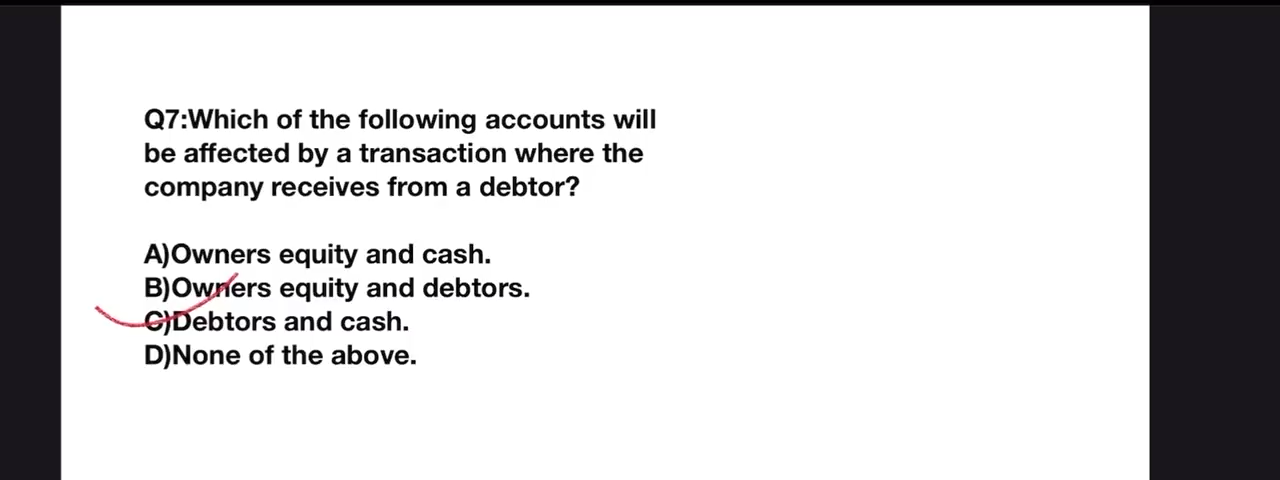 Q7:Which of the following accounts will
be affected by a transaction where the
company receives from a debtor?
A)Owners equity and cash.
B)Owners equity and debtors.
C)Debtors and cash.
D)None of the above.